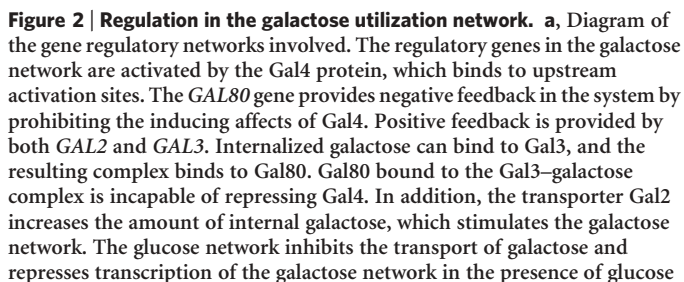 Figure 2 | Regulation in the galactose utilization network. a, Diagram of
the gene regulatory networks involved. The regulatory genes in the galactose
network are activated by the Gal4 protein, which binds to upstream
activation sites. The GAL80 gene provides negative feedback in the system by
prohibiting the inducing affects of Gal4. Positive feedback is provided by
both GAL2 and GAL3. Internalized galactose can bind to Gal3, and the
resulting complex binds to Gal80. Gal80 bound to the Gal3–galactose
complex is incapable of repressing Gal4. In addition, the transporter Gal2
increases the amount of internal galactose, which stimulates the galactose
network. The glucose network inhibits the transport of galactose and
represses transcription of the galactose network in the presence of glucose